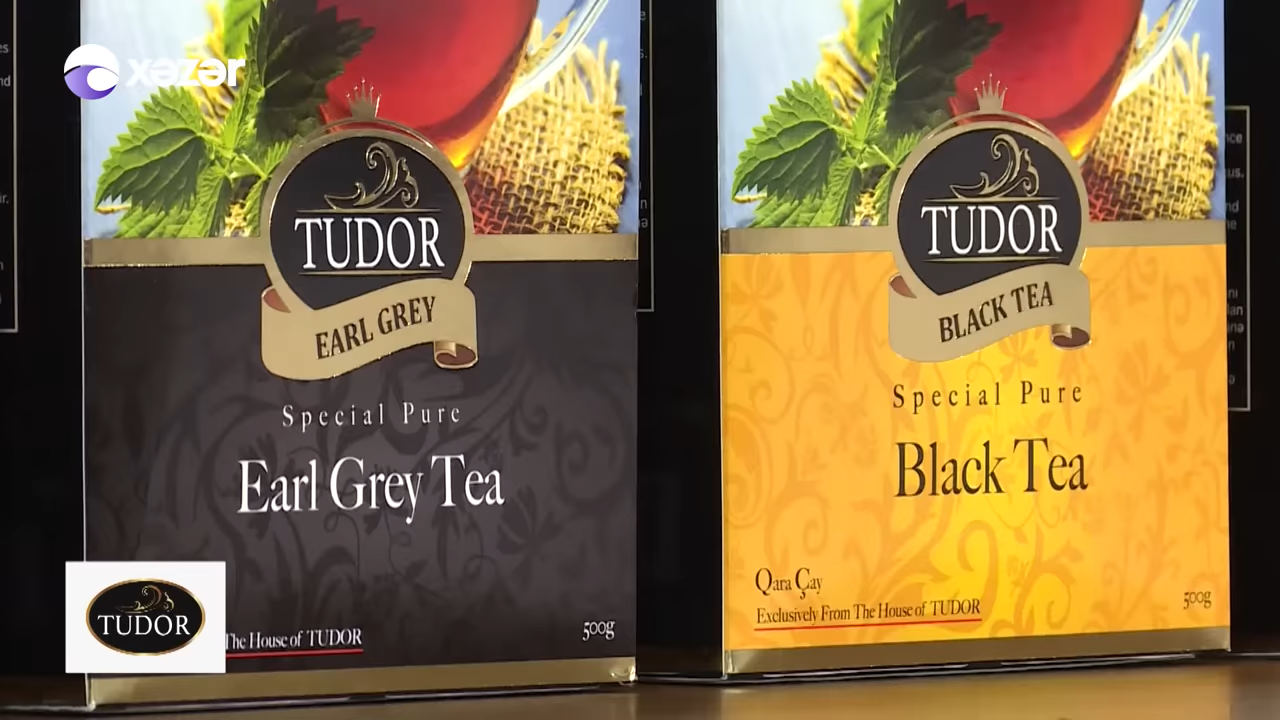 xəzər
TUDOR
EARL GREY
Special Pure
Earl Grey Tea
The House of TUDOR
500g
TUDOR
BLACK TEA
Special Pure
Black Tea
Qara Çay
Exclusively From The House of TUDOR
500g
TUDOR